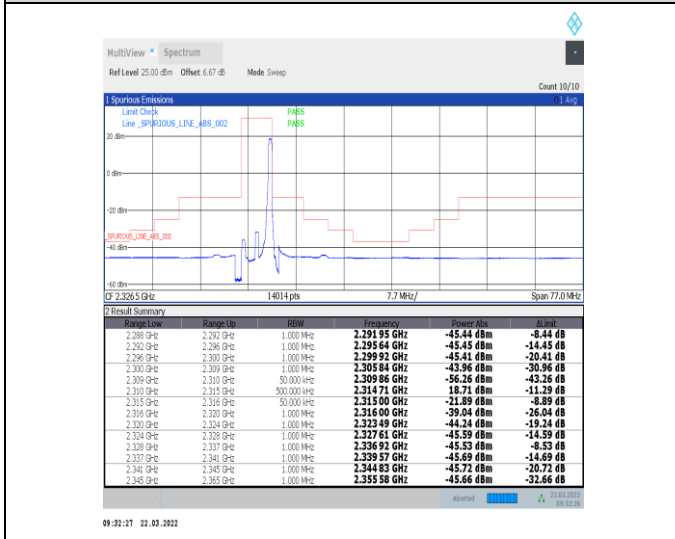 MultiView Spectrum
Ref Level 25.00 dBm Offset 6.67 dB Mode Sweep
Count 10/10
1 Spurious Emissions 1 Avg
Limit Check PASS
Line _SPURIOUS_LINE_ABS_002 PASS
20 dBm
0 dBm
-20 dBm
_SPURIOUS_LINE_ABS_002
-40 dBm
-60 dBm
CF 2.3265 GHz 14014 pts 7.7 MHz/ Span 77.0 MHz
2 Result Summary
Range Low Range Up RBW Frequency Power Abs ΔLimit
2.288 GHz 2.292 GHz 1.000 MHz 2.291 95 GHz -45.44 dBm -8.44 dB
2.292 GHz 2.296 GHz 1.000 MHz 2.295 64 GHz -45.45 dBm -14.45 dB
2.296 GHz 2.300 GHz 1.000 MHz 2.299 92 GHz -45.41 dBm -20.41 dB
2.300 GHz 2.309 GHz 1.000 MHz 2.305 84 GHz -43.96 dBm -30.96 dB
2.309 GHz 2.310 GHz 50.000 kHz 2.309 86 GHz -56.26 dBm -43.26 dB
2.310 GHz 2.315 GHz 500.000 kHz 2.314 71 GHz 18.71 dBm -11.29 dB
2.315 GHz 2.316 GHz 50.000 kHz 2.315 00 GHz -21.89 dBm -8.89 dB
2.316 GHz 2.320 GHz 1.000 MHz 2.316 00 GHz -39.04 dBm -26.04 dB
2.320 GHz 2.324 GHz 1.000 MHz 2.323 49 GHz -44.24 dBm -19.24 dB
2.324 GHz 2.328 GHz 1.000 MHz 2.327 61 GHz -45.59 dBm -14.59 dB
2.328 GHz 2.337 GHz 1.000 MHz 2.336 92 GHz -45.53 dBm -8.53 dB
2.337 GHz 2.341 GHz 1.000 MHz 2.339 57 GHz -45.69 dBm -14.69 dB
2.341 GHz 2.345 GHz 1.000 MHz 2.344 83 GHz -45.72 dBm -20.72 dB
2.345 GHz 2.365 GHz 1.000 MHz 2.355 58 GHz -45.66 dBm -32.66 dB
Aborted 22.03.2022
09:32:26
09:32:27 22.03.2022